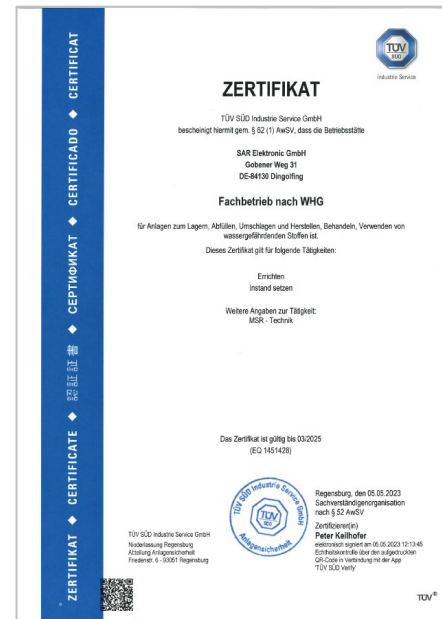 TÜV
SÜD
Industrie Service
ZERTIFIKAT
TÜV SÜD Industrie Service GmbH
bescheinigt hiermit gem. § 62 (1) AwSV, dass die Betriebsstätte
SAR Elektronic GmbH
Gobener Weg 31
DE-84130 Dingolfing
Fachbetrieb nach WHG
für Anlagen zum Lagern, Abfüllen, Umschlagen und Herstellen, Behandeln, Verwenden von
wassergefährdenden Stoffen ist.
Dieses Zertifikat gilt für folgende Tätigkeiten:
Errichten
Instand setzen
Weitere Angaben zur Tätigkeit:
MSR - Technik
Das Zertifikat ist gültig bis 03/2025
(EQ 1451428)
TÜV SÜD Industrie Service GmbH
Anlagensicherheit
TÜV
SÜD
Regensburg, den 05.05.2023
Sachverständigenorganisation
nach § 52 AwSV
Zertifizierer(in)
Peter Keilhofer
elektronisch signiert am 05.05.2023 12:13:45
Echtheitskontrolle über den aufgedruckten
QR-Code in Verbindung mit der App
'TÜV SÜD Verify'
TÜV SÜD Industrie Service GmbH
Niederlassung Regensburg
Abteilung Anlagensicherheit
Friedenstr. 6 - 93051 Regensburg
TÜV®
ZERTIFIKAT ◆ CERTIFICATE ◆ 認証証書 ◆ СЕРТИФИКАТ ◆ CERTIFICADO ◆ CERTIFICAT